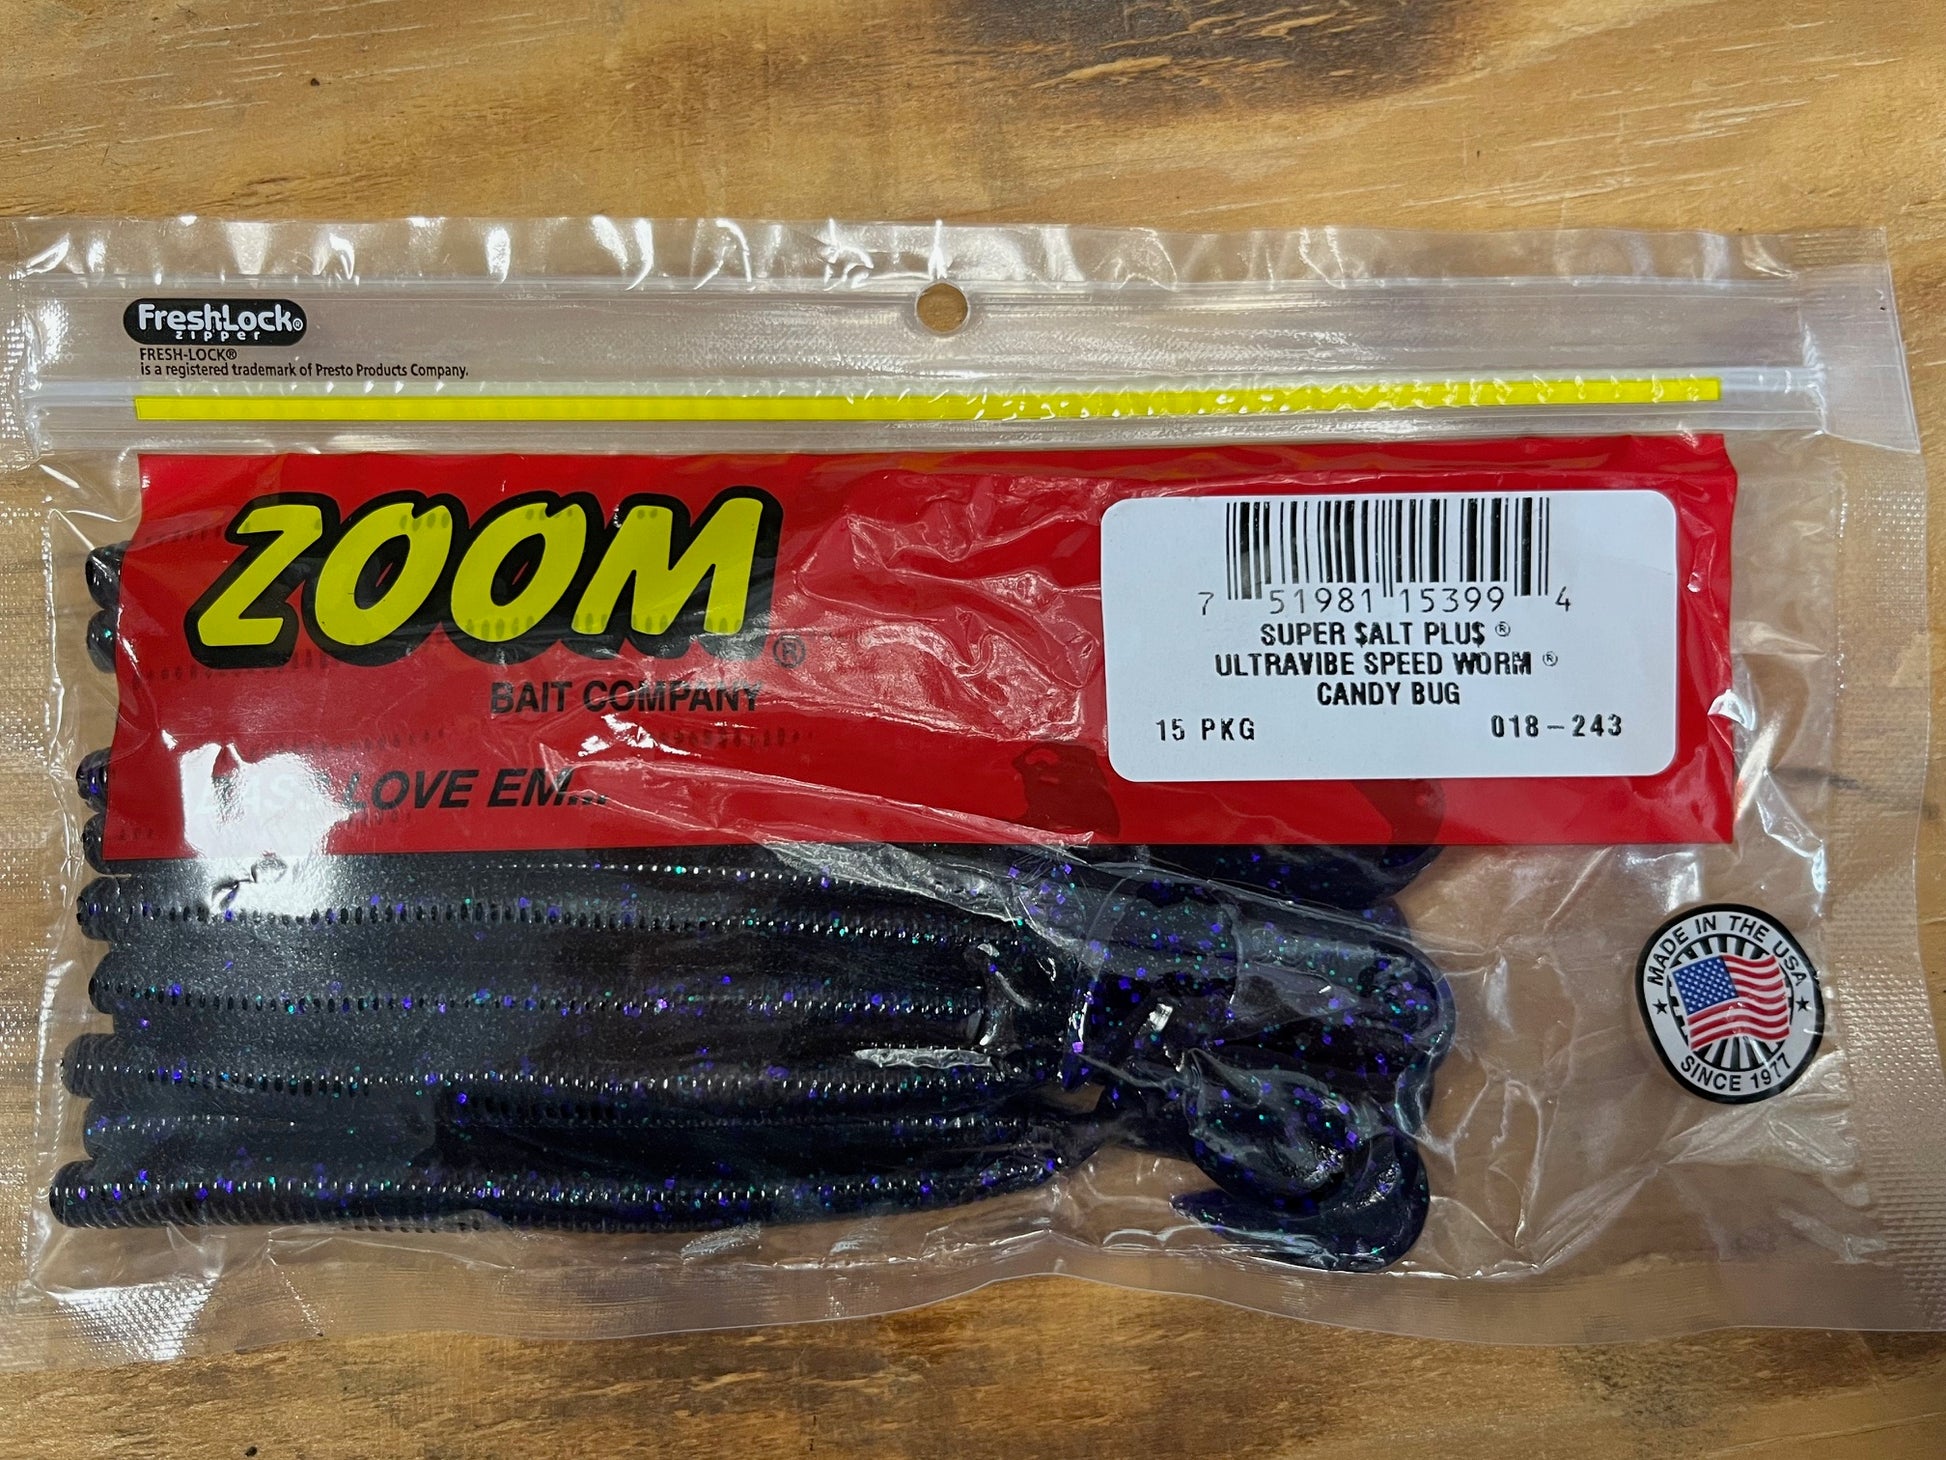 FreshLock®
zipper
FRESH-LOCK®
is a registered trademark of Presto Products Company.
ZOOM®
BAIT COMPANY
LOVE EM...
7 51981 15399 4
SUPER $ALT PLU$ ®
ULTRAVIBE SPEED WORM ®
CANDY BUG
15 PKG 018-243
MADE IN THE USA
SINCE 1977